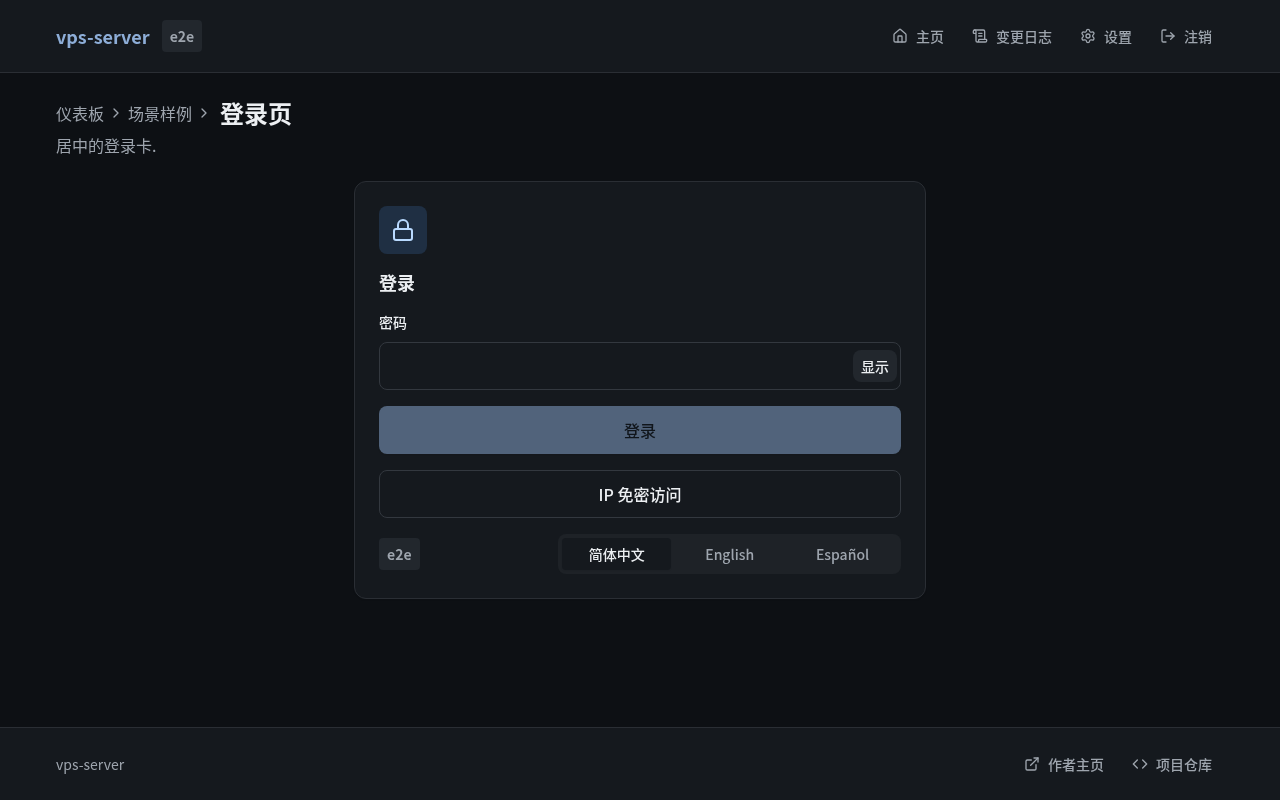 vps-server e2e 主页 变更日志 设置 注销
仪表板 场景样例 登录页
居中的登录卡.
登录
密码
显示
登录
IP 免密访问
e2e 简体中文 English Español
vps-server 作者主页 项目仓库